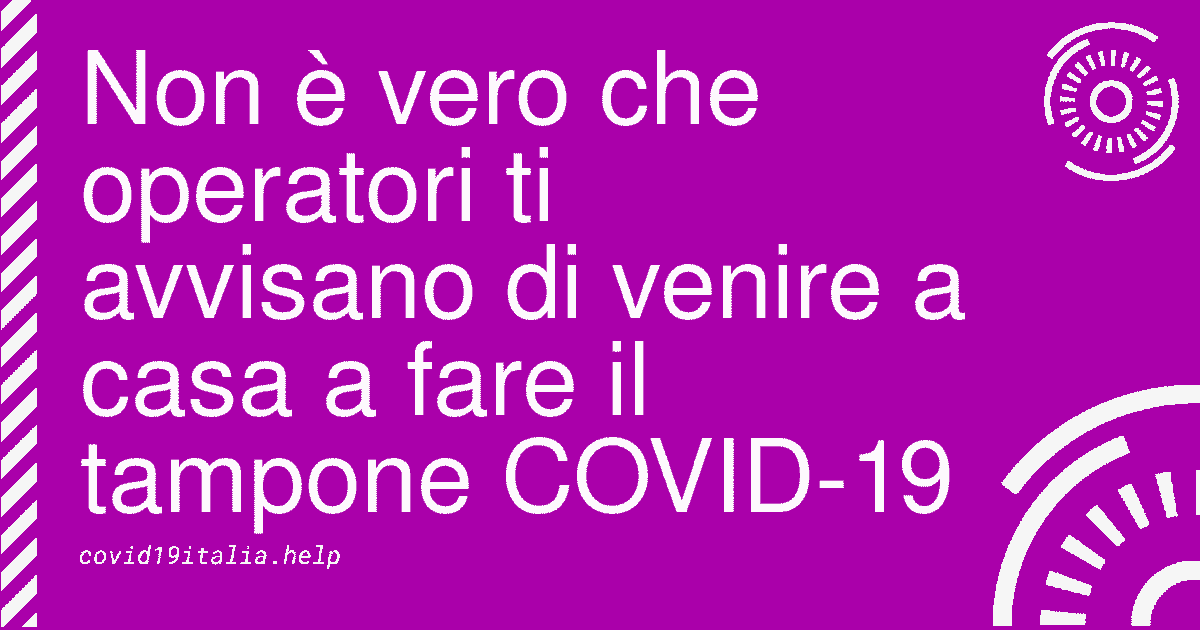 Non è vero che
operatori ti
avvisano di venire a
casa a fare il
tampone COVID-19
covid19italia.help